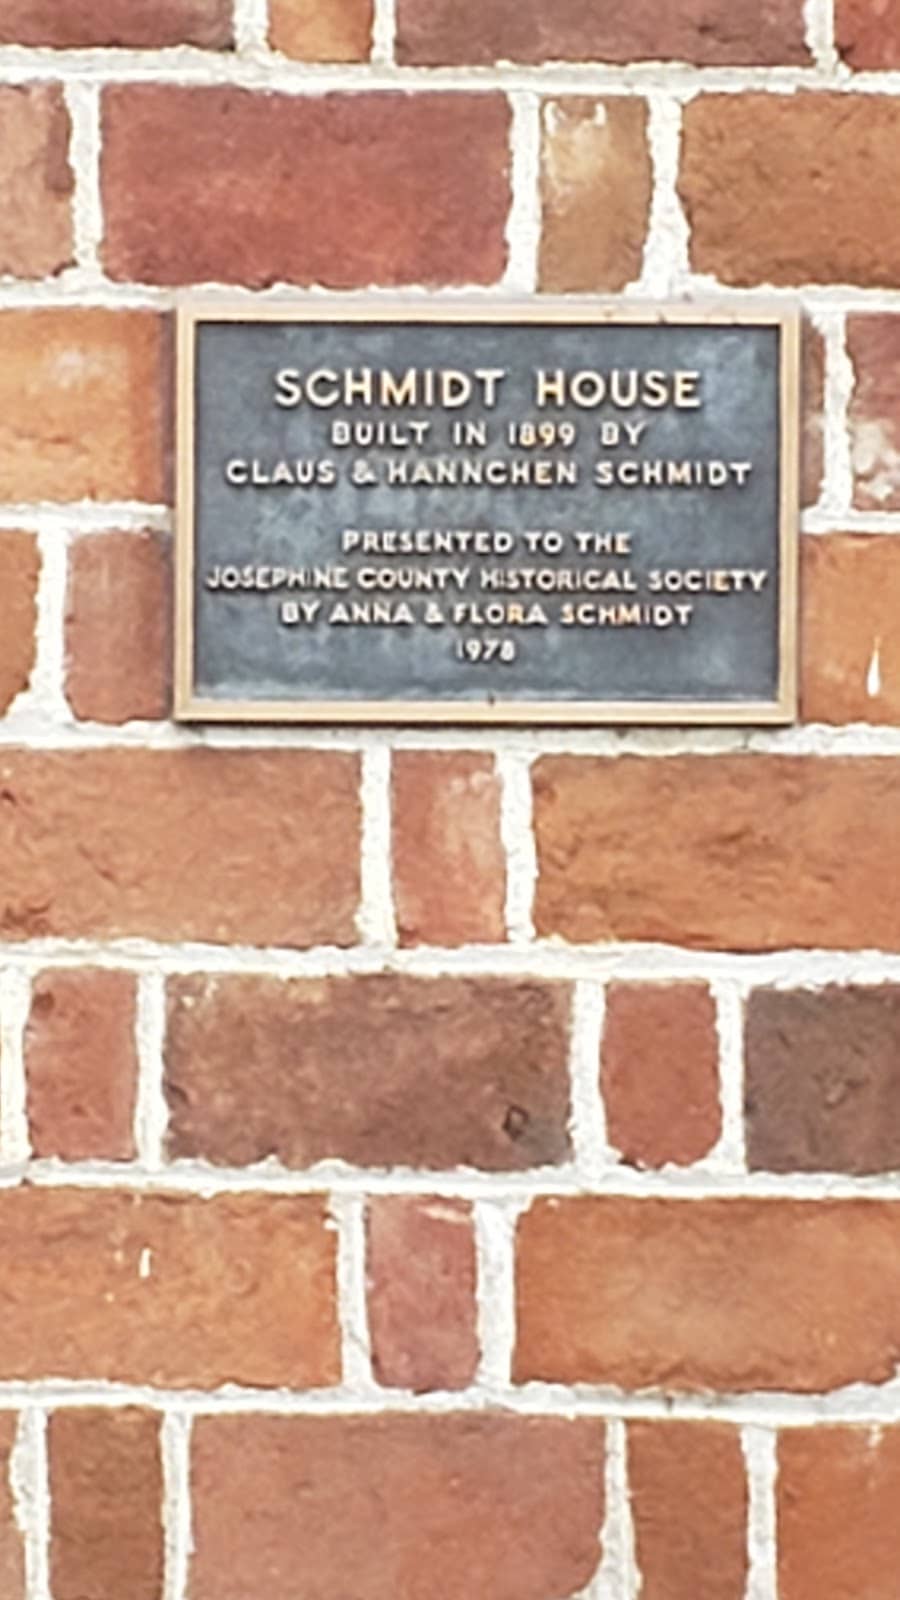 SCHMIDT HOUSE
BUILT IN 1899 BY
CLAUS & HANNCHEN SCHMIDT
PRESENTED TO THE
JOSEPHINE COUNTY HISTORICAL SOCIETY
BY ANNA & FLORA SCHMIDT
1978